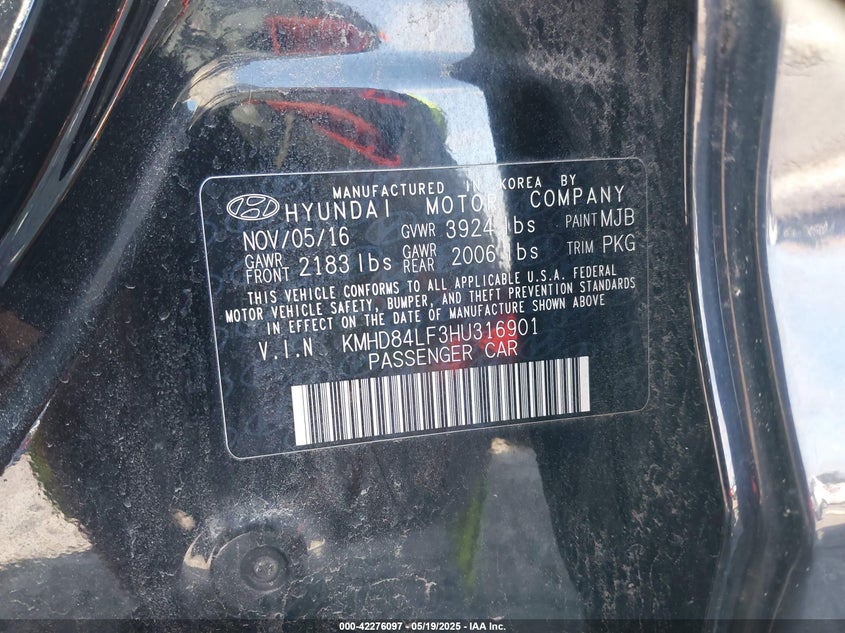 MANUFACTURED IN KOREA BY
HYUNDAI MOTOR COMPANY
NOV/05/16 GVWR 3924 lbs PAINT MJB
GAWR FRONT 2183 lbs GAWR REAR 2006 lbs TRIM PKG
THIS VEHICLE CONFORMS TO ALL APPLICABLE U.S.A. FEDERAL
MOTOR VEHICLE SAFETY, BUMPER, AND THEFT PREVENTION STANDARDS
IN EFFECT ON THE DATE OF MANUFACTURE SHOWN ABOVE
V.I.N KMHD84LF3HU316901
PASSENGER CAR
000-42276097 - 05/19/2025 - IAA Inc.